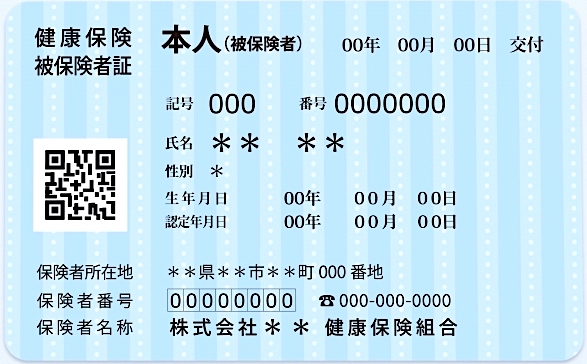 健康保険 本人(被保険者) 00年 00月 00日 交付
被保険者証
記号 000 番号 0000000
氏名 ＊＊ ＊＊
性別 ＊
生年月日 00年 00月 00日
認定年月日 00年 00月 00日
保険者所在地 ＊＊県＊＊市＊＊町 000 番地
保険者番号 00000000 ☎000-000-0000
保険者名称 株式会社＊＊ 健康保険組合